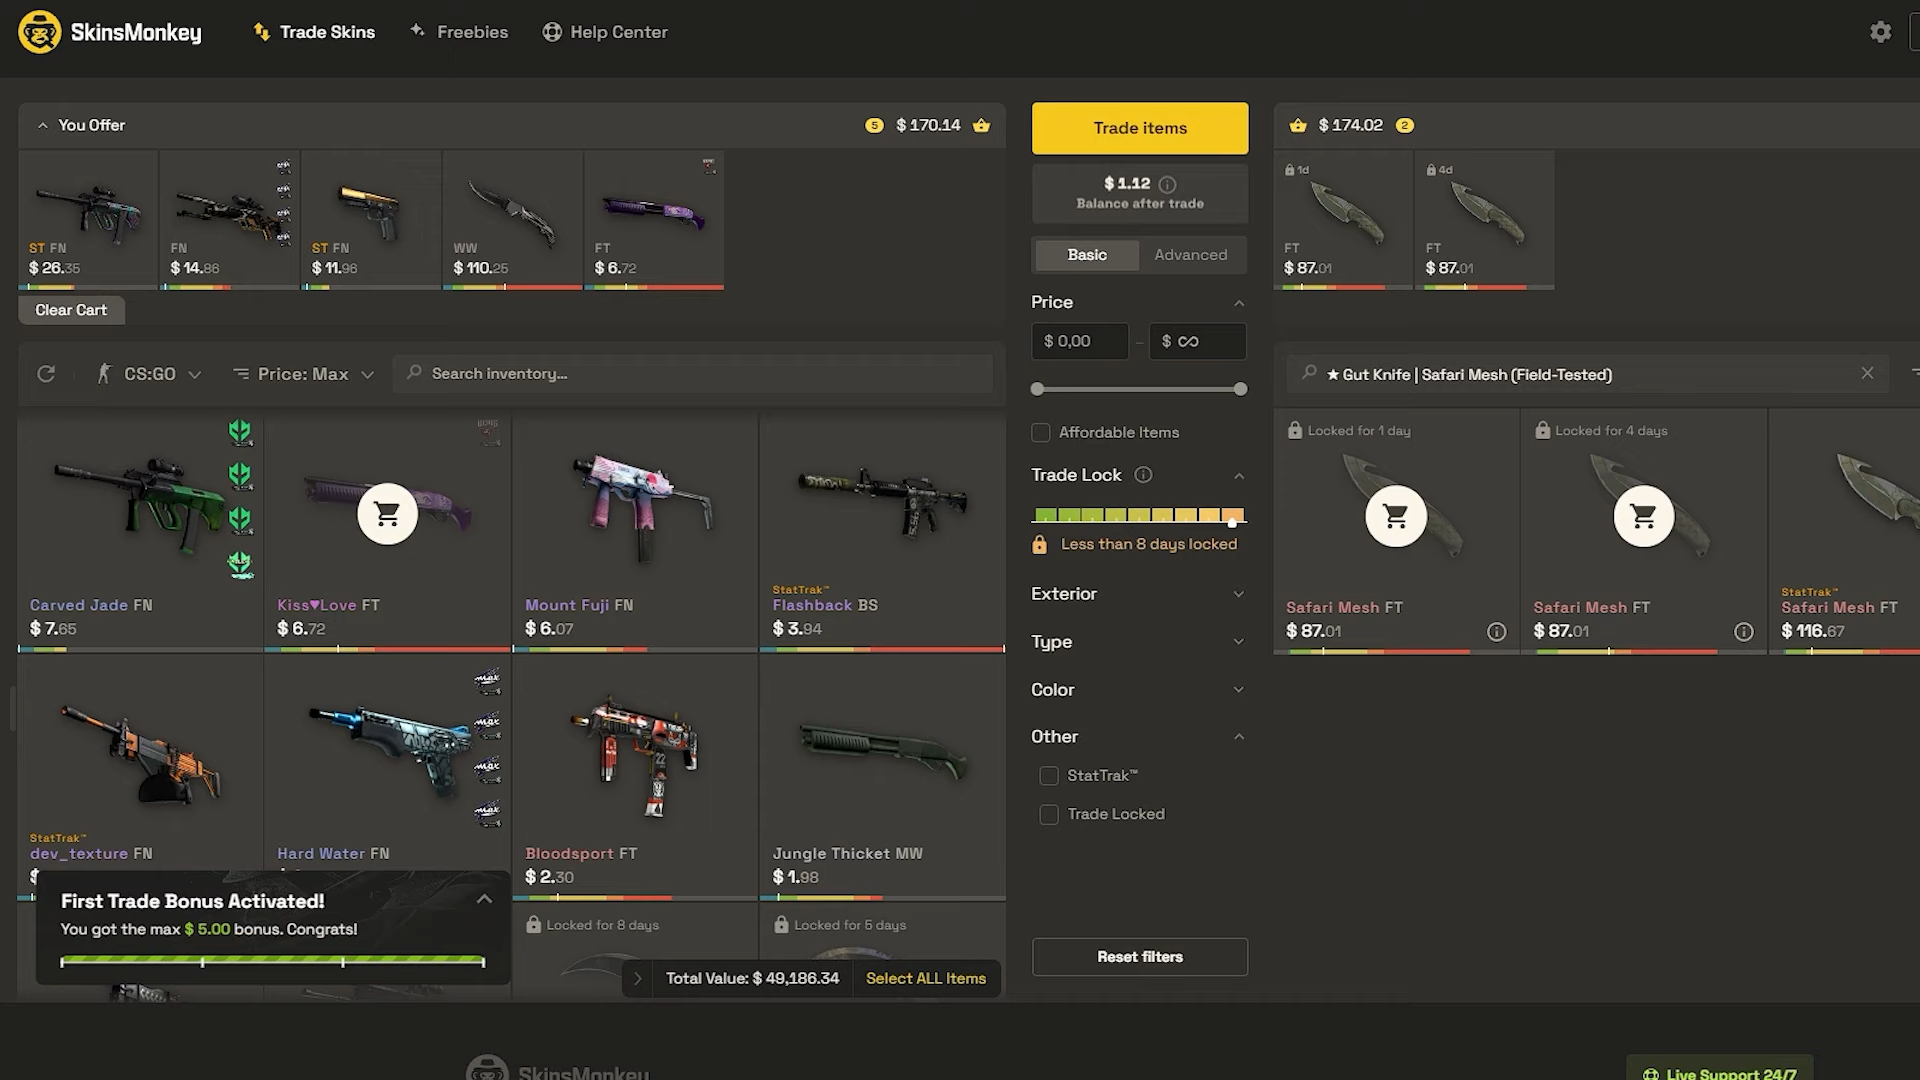 SkinsMonkey
Trade Skins
Freebies
Help Center
You Offer
5
$ 170.14
ST FN
$ 26.35
FN
$ 14.86
ST FN
$ 11.96
WW
$ 110.25
FT
$ 6.72
Clear Cart
Trade items
$ 1.12
Balance after trade
$ 174.02
2
1d
FT
$ 87.01
4d
FT
$ 87.01
Basic
Advanced
Price
$ 0,00
–
$ ∞
Affordable Items
Trade Lock
Less than 8 days locked
Exterior
Type
Color
Other
StatTrak™
Trade Locked
Reset filters
CS:GO
Price: Max
Search inventory...
Carved Jade FN
$ 7.65
Kiss♥Love FT
$ 6.72
Mount Fuji FN
$ 6.07
StatTrak™
Flashback BS
$ 3.94
StatTrak™
dev_texture FN
$
Hard Water FN
Bloodsport FT
$ 2.30
Jungle Thicket MW
$ 1.98
Locked for 8 days
Locked for 5 days
First Trade Bonus Activated!
You got the max $ 5.00 bonus. Congrats!
Total Value: $ 49,186.34
Select ALL Items
★ Gut Knife | Safari Mesh (Field-Tested)
Locked for 1 day
Safari Mesh FT
$ 87.01
Locked for 4 days
Safari Mesh FT
$ 87.01
StatTrak™
Safari Mesh FT
$ 116.67
SkinsMonkey
Live Support 24/7